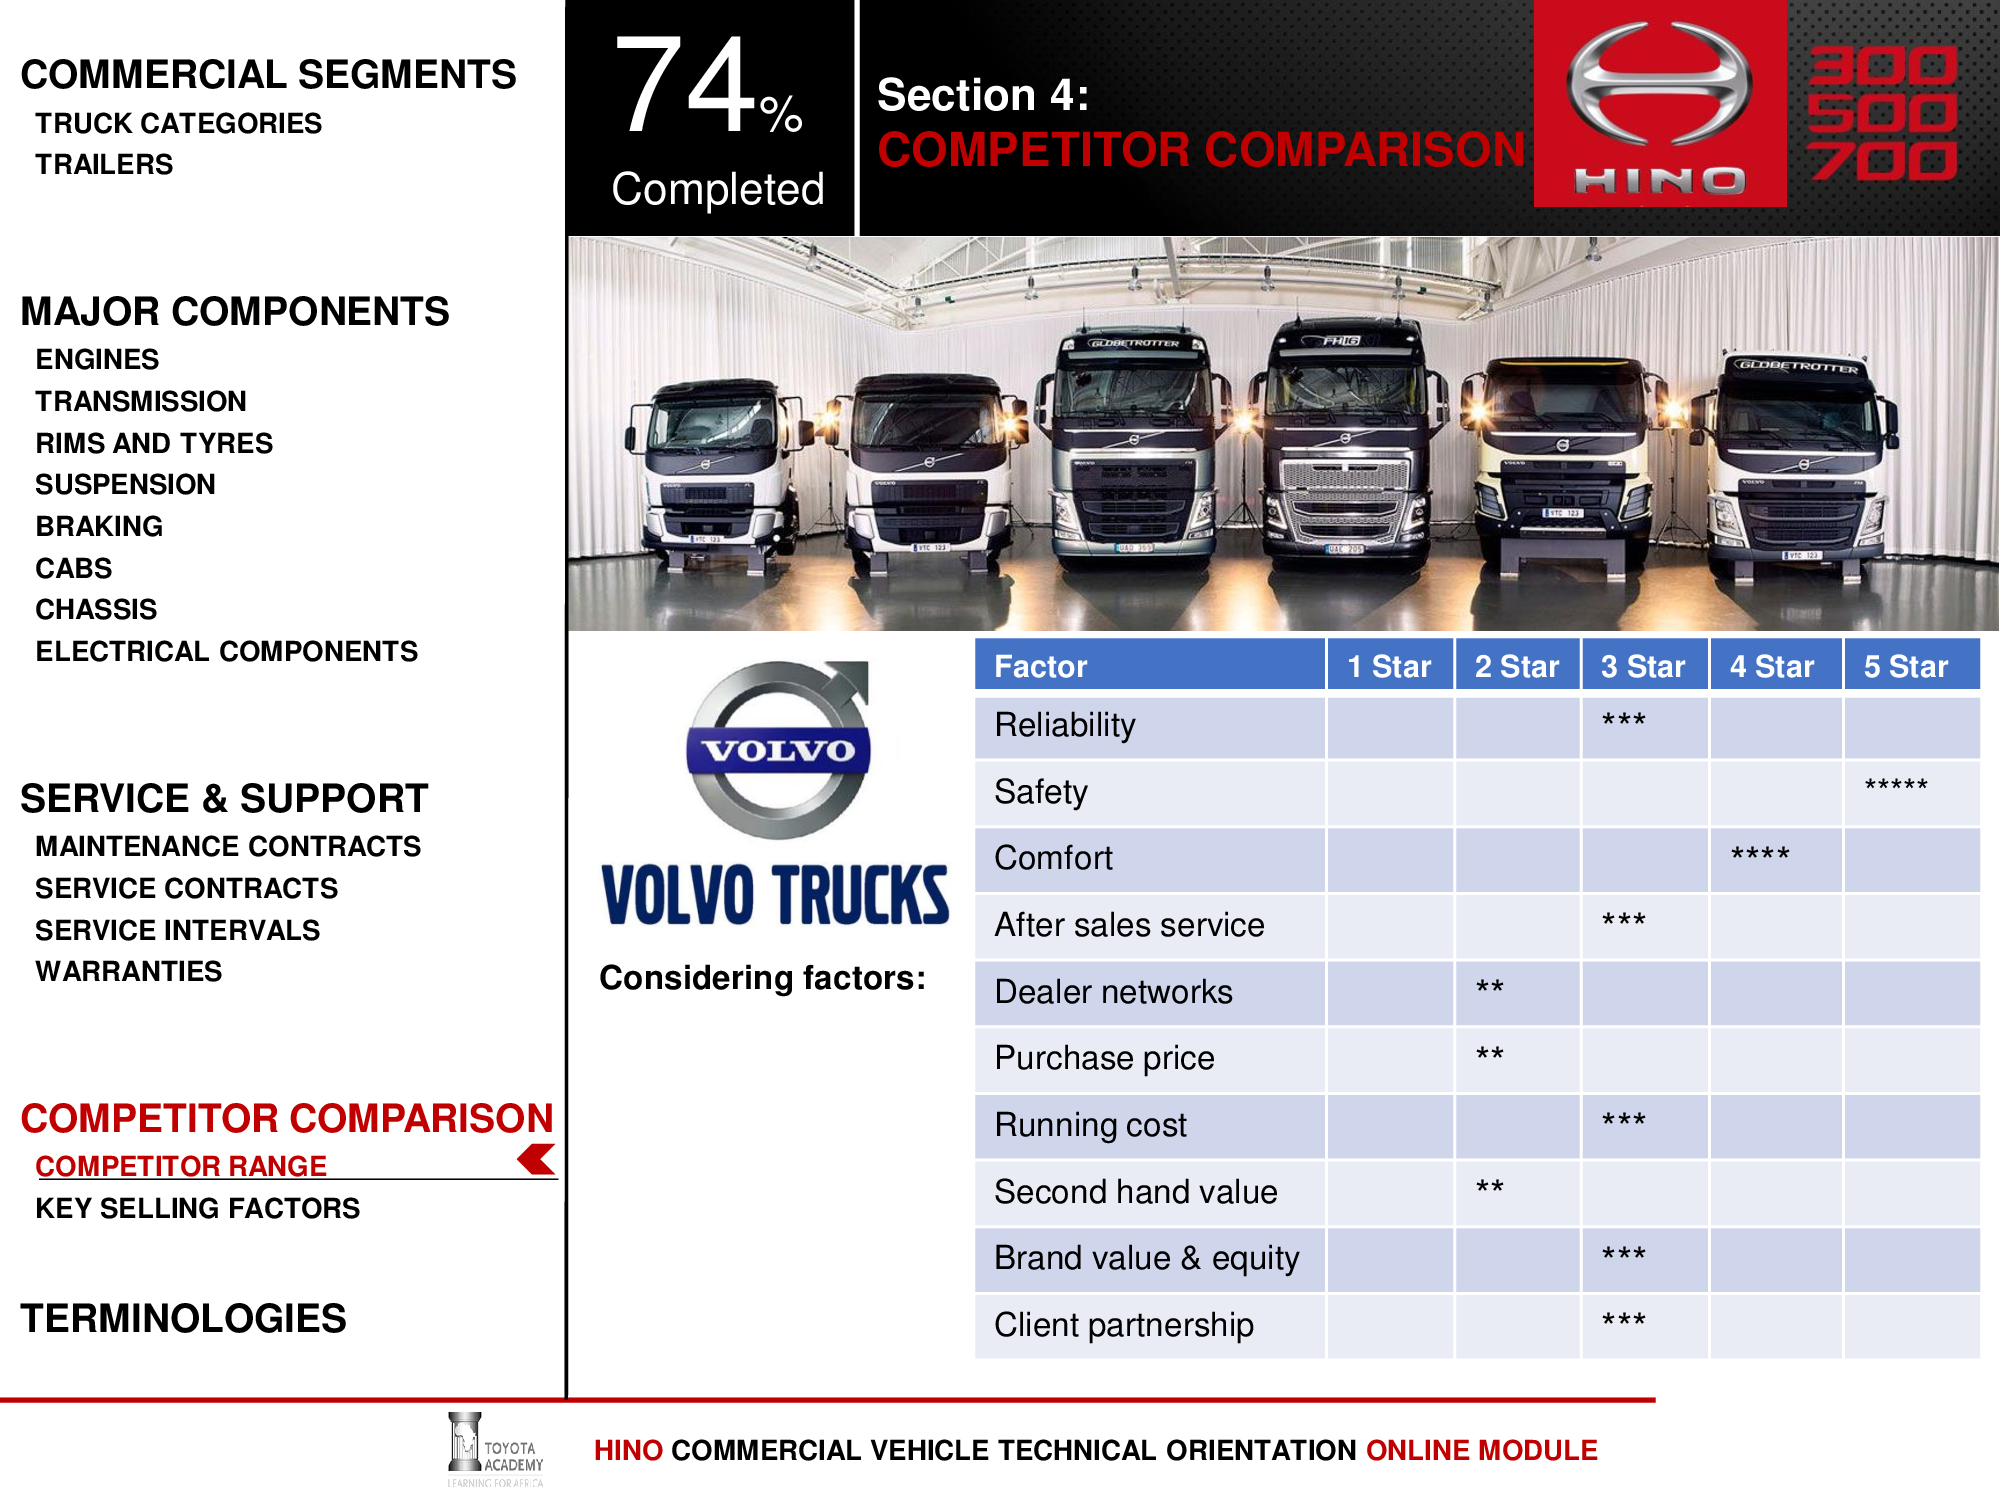 COMMERCIAL SEGMENTS
TRUCK CATEGORIES
TRAILERS
MAJOR COMPONENTS
ENGINES
TRANSMISSION
RIMS AND TYRES
SUSPENSION
BRAKING
CABS
CHASSIS
ELECTRICAL COMPONENTS
SERVICE & SUPPORT
MAINTENANCE CONTRACTS
SERVICE CONTRACTS
SERVICE INTERVALS
WARRANTIES
COMPETITOR COMPARISON
COMPETITOR RANGE
KEY SELLING FACTORS
TERMINOLOGIES
74%
Completed
Section 4:
COMPETITOR COMPARISON
HINO
300
500
700
GLOBETROTTER
FH16
GLOBETROTTER
VOLVO
VOLVO TRUCKS
Considering factors:
Factor 1 Star 2 Star 3 Star 4 Star 5 Star
Reliability ***
Safety *****
Comfort ****
After sales service ***
Dealer networks **
Purchase price **
Running cost ***
Second hand value **
Brand value & equity ***
Client partnership ***
TOYOTA
ACADEMY
LEARNING FOR AFRICA
HINO COMMERCIAL VEHICLE TECHNICAL ORIENTATION ONLINE MODULE